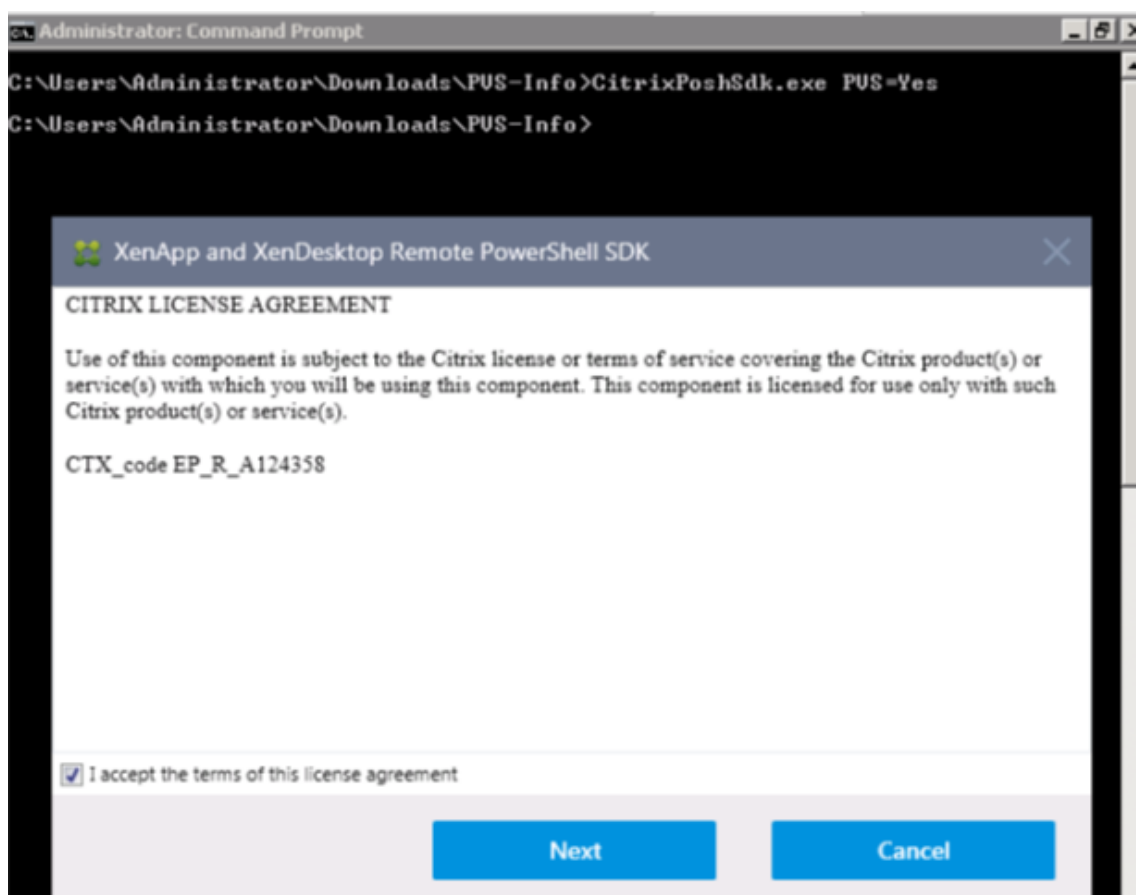 Administrator: Command Prompt
C:\Users\Administrator\Downloads\PVS-Info>CitrixPoshSdk.exe PVS=Yes
C:\Users\Administrator\Downloads\PVS-Info>
XenApp and XenDesktop Remote PowerShell SDK
CITRIX LICENSE AGREEMENT
Use of this component is subject to the Citrix license or terms of service covering the Citrix product(s) or
service(s) with which you will be using this component. This component is licensed for use only with such
Citrix product(s) or service(s).
CTX_code EP_R_A124358
I accept the terms of this license agreement
Next
Cancel